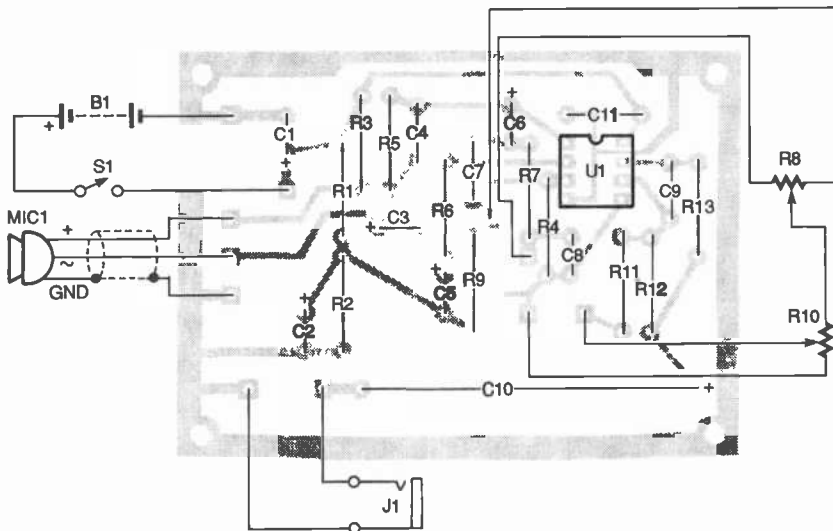 B1
+
S1
MIC1
+
~
GND
C1
+
R3
R5
C4
+
C6
+
C11
R1
C7
R7
U1
R8
C3
+
R6
R4
C9
R13
C8
R11
R12
R9
C5
+
C2
+
R2
R10
C10
+
J1